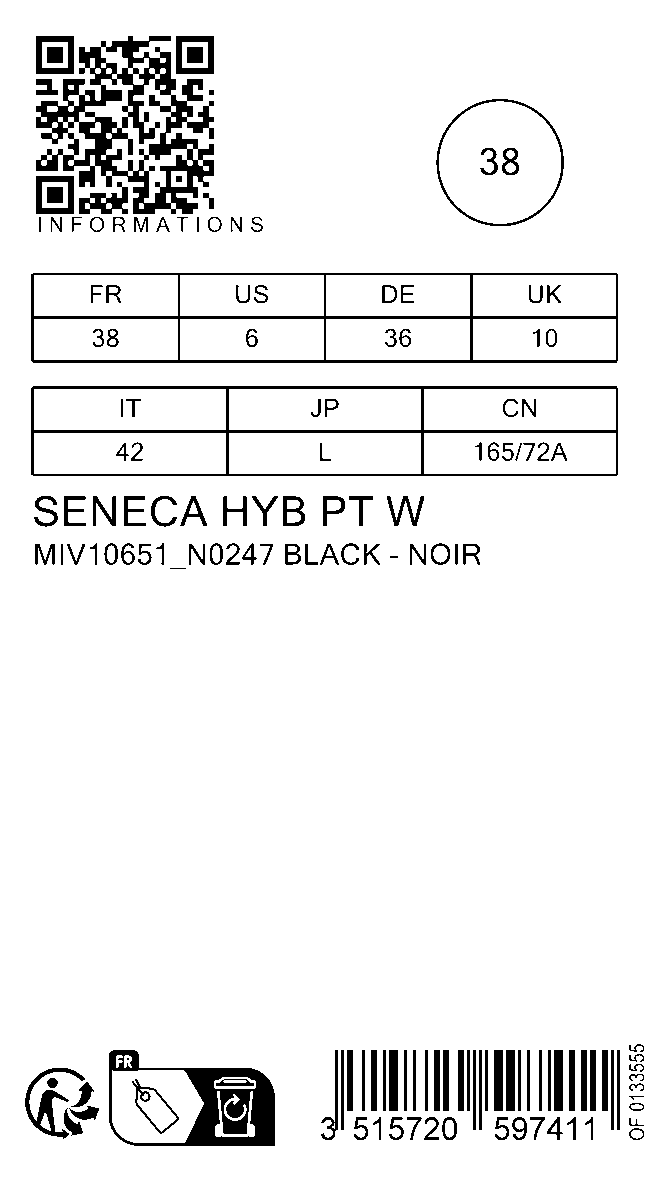 INFORMATIONS
38
FR US DE UK
38 6 36 10
IT JP CN
42 L 165/72A
SENECA HYB PT W
MIV10651_N0247 BLACK - NOIR
FR
3 515720 597411
OF 0133555